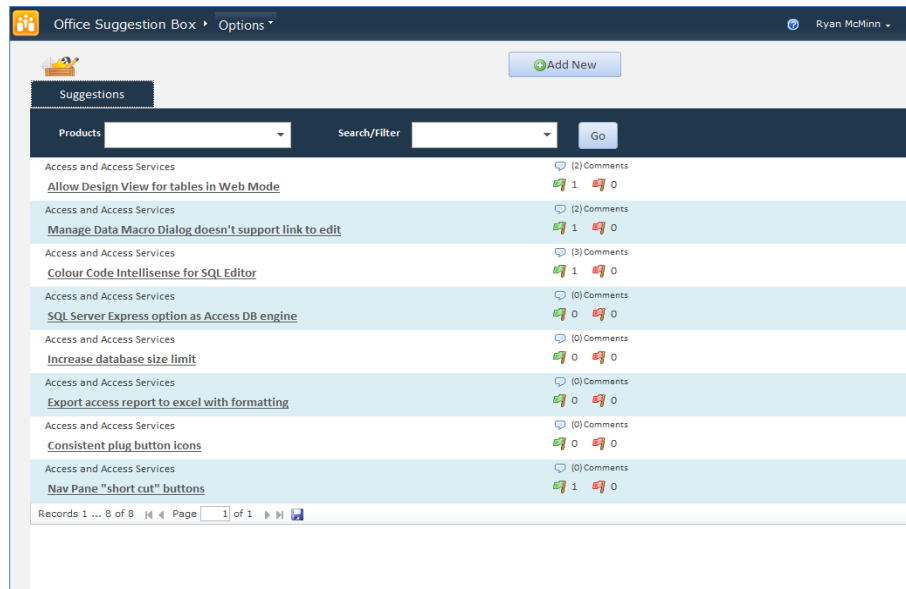 Office Suggestion Box Options
Ryan McMinn
Add New
Suggestions
Products
Search/Filter
Go
Access and Access Services
(2) Comments
Allow Design View for tables in Web Mode
1 0
Access and Access Services
(2) Comments
Manage Data Macro Dialog doesn't support link to edit
1 0
Access and Access Services
(3) Comments
Colour Code Intellisense for SQL Editor
1 0
Access and Access Services
(0) Comments
SQL Server Express option as Access DB engine
0 0
Access and Access Services
(0) Comments
Increase database size limit
0 0
Access and Access Services
(0) Comments
Export access report to excel with formatting
0 0
Access and Access Services
(0) Comments
Consistent plug button icons
0 0
Access and Access Services
(0) Comments
Nav Pane "short cut" buttons
1 0
Records 1 ... 8 of 8 Page 1 of 1